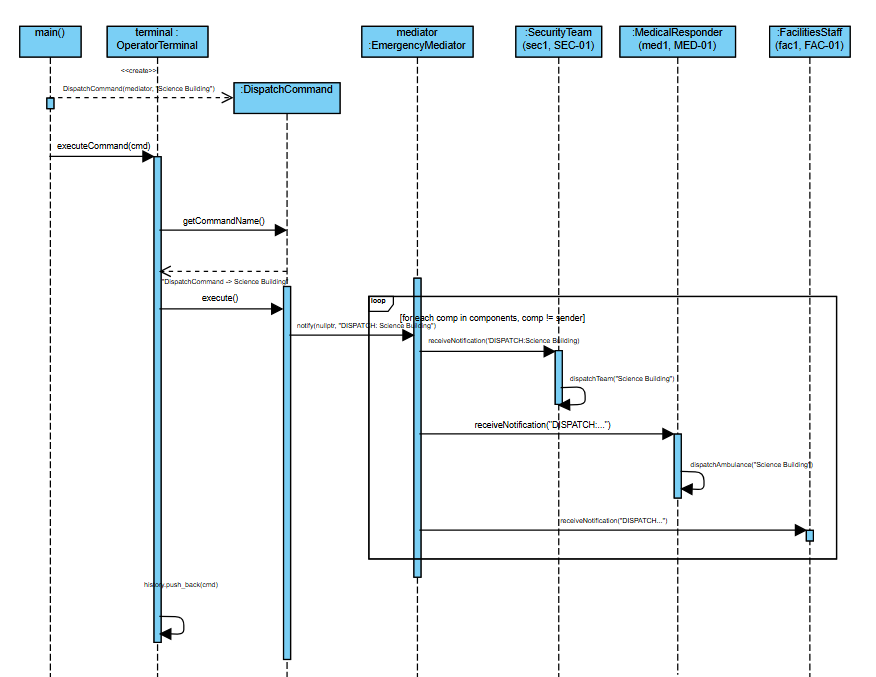 main()
terminal :
OperatorTerminal
mediator
:EmergencyMediator
:SecurityTeam
(sec1, SEC-01)
:MedicalResponder
(med1, MED-01)
:FacilitiesStaff
(fac1, FAC-01)
<<create>>
DispatchCommand(mediator, "Science Building")
:DispatchCommand
executeCommand(cmd)
getCommandName()
"DispatchCommand -> Science Building"
execute()
loop
[for each comp in components, comp != sender]
notify(nullptr, "DISPATCH: Science Building")
receiveNotification("DISPATCH:Science Building)
dispatchTeam("Science Building")
receiveNotification("DISPATCH:...")
dispatchAmbulance("Science Building")
receiveNotification("DISPATCH...")
history.push_back(cmd)